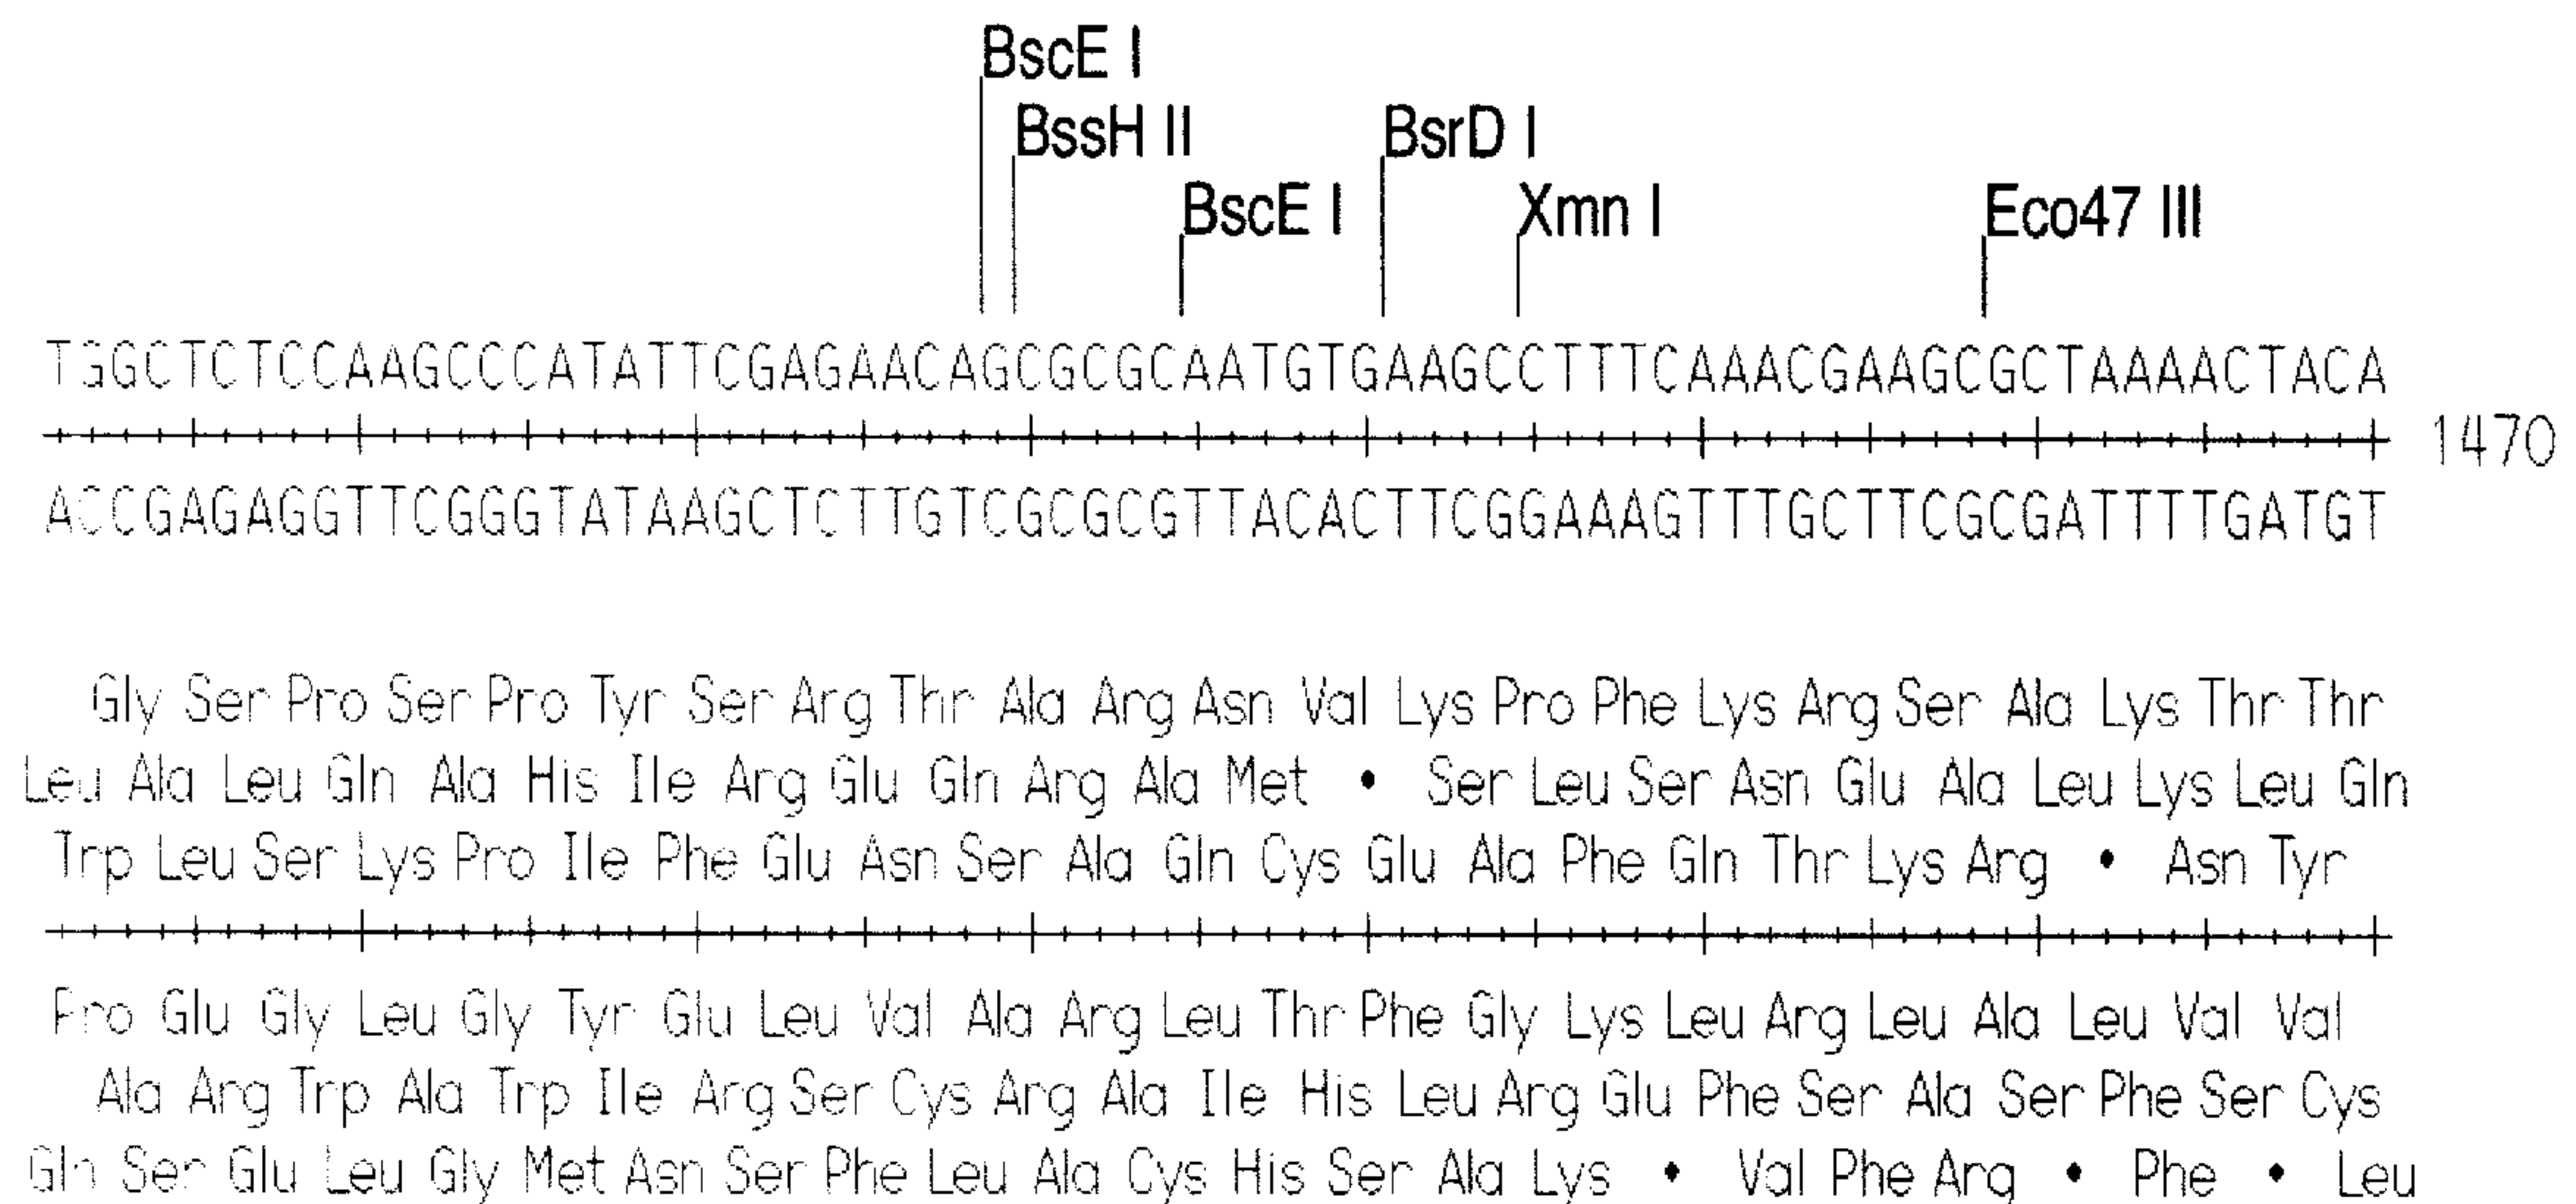 BscE I
BssH II BsrD I
BscE I Xmn I Eco47 III
TGGCTCTCCAAGCCCATATTCGAGAACAGCGCGCAATGTGAAGCCTTTCAAACGAAGCGCTAAAACTACA
1470
ACCGAGAGGTTCGGGTATAAGCTCTTGTCGCGCGTTACACTTCGGAAAGTTTGCTTCGCGATTTTGATGT
Gly Ser Pro Ser Pro Tyr Ser Arg Thr Ala Arg Asn Val Lys Pro Phe Lys Arg Ser Ala Lys Thr Thr
Leu Ala Leu Gln Ala His Ile Arg Glu Gln Arg Ala Met • Ser Leu Ser Asn Glu Ala Leu Lys Leu Gln
Trp Leu Ser Lys Pro Ile Phe Glu Asn Ser Ala Gln Cys Glu Ala Phe Gln Thr Lys Arg • Asn Tyr
Pro Glu Gly Leu Gly Tyr Glu Leu Val Ala Arg Leu Thr Phe Gly Lys Leu Arg Leu Ala Leu Val Val
Ala Arg Trp Ala Trp Ile Arg Ser Cys Arg Ala Ile His Leu Arg Glu Phe Ser Ala Ser Phe Ser Cys
Gln Ser Glu Leu Gly Met Asn Ser Phe Leu Ala Cys His Ser Ala Lys • Val Phe Arg • Phe • Leu